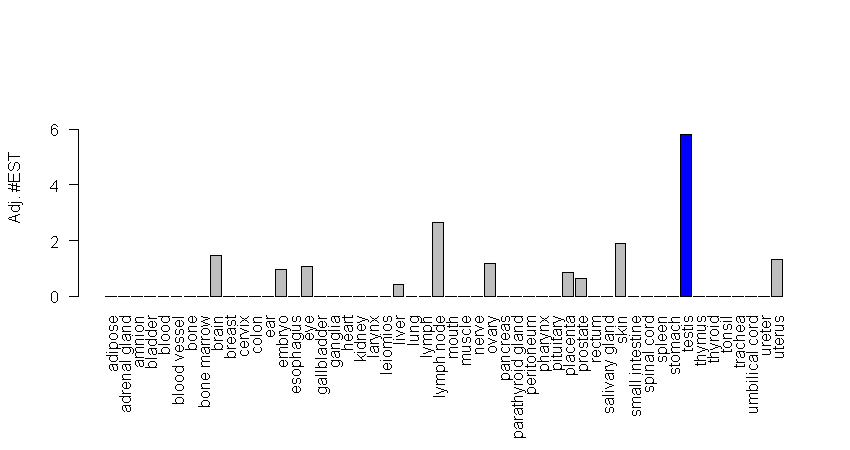 Adj. #EST
6
4
2
0
adipose
adrenal gland
amnion
bladder
blood
blood vessel
bone
bone marrow
brain
breast
cervix
colon
ear
embryo
esophagus
eye
gallbladder
ganglia
heart
kidney
larynx
leiomios
liver
lung
lymph
lymph node
mouth
muscle
nerve
ovary
pancreas
parathyroid gland
peritoneum
pharynx
pituitary
placenta
prostate
rectum
salivary gland
skin
small intestine
spinal cord
spleen
stomach
testis
thymus
thyroid
tonsil
trachea
umbilical cord
ureter
uterus